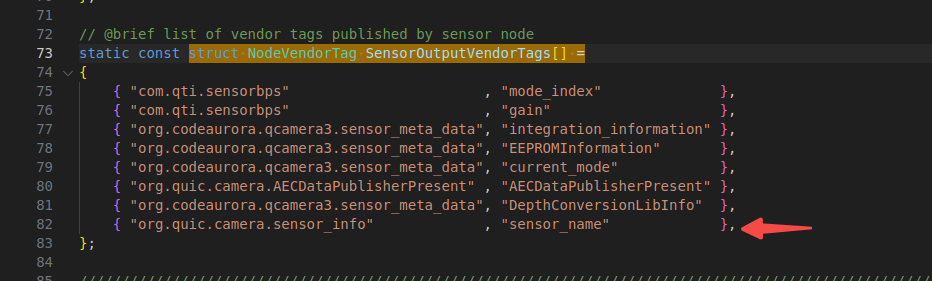 71
72 // @brief list of vendor tags published by sensor node
73 static const struct NodeVendorTag SensorOutputVendorTags[] =
74 {
75     { "com.qti.sensorbps"                        , "mode_index"              },
76     { "com.qti.sensorbps"                        , "gain"                    },
77     { "org.codeaurora.qcamera3.sensor_meta_data", "integration_information" },
78     { "org.codeaurora.qcamera3.sensor_meta_data", "EEPROMInformation"       },
79     { "org.codeaurora.qcamera3.sensor_meta_data", "current_mode"            },
80     { "org.quic.camera.AECDataPublisherPresent" , "AECDataPublisherPresent" },
81     { "org.codeaurora.qcamera3.sensor_meta_data", "DepthConversionLibInfo"  },
82     { "org.quic.camera.sensor_info"             , "sensor_name"             },
83 };
84